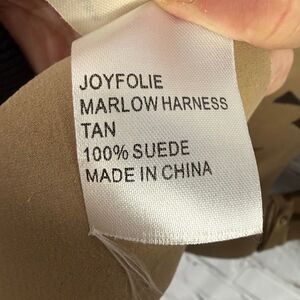 JOYFOLIE
MARLOW HARNESS
TAN
100% SUEDE
MADE IN CHINA